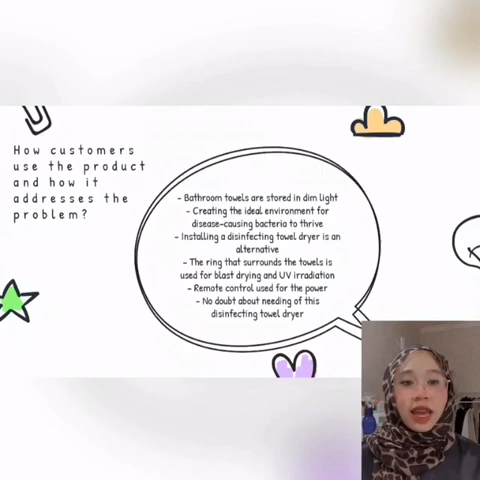 How customers
use the product
and how it
addresses the
problem?
- Bathroom towels are stored in dim light
- Creating the ideal environment for
disease-causing bacteria to thrive
- Installing a disinfecting towel dryer is an
alternative
- The ring that surrounds the towels is
used for blast drying and UV irradiation
- Remote control used for the power
- No doubt about needing of this
disinfecting towel dryer